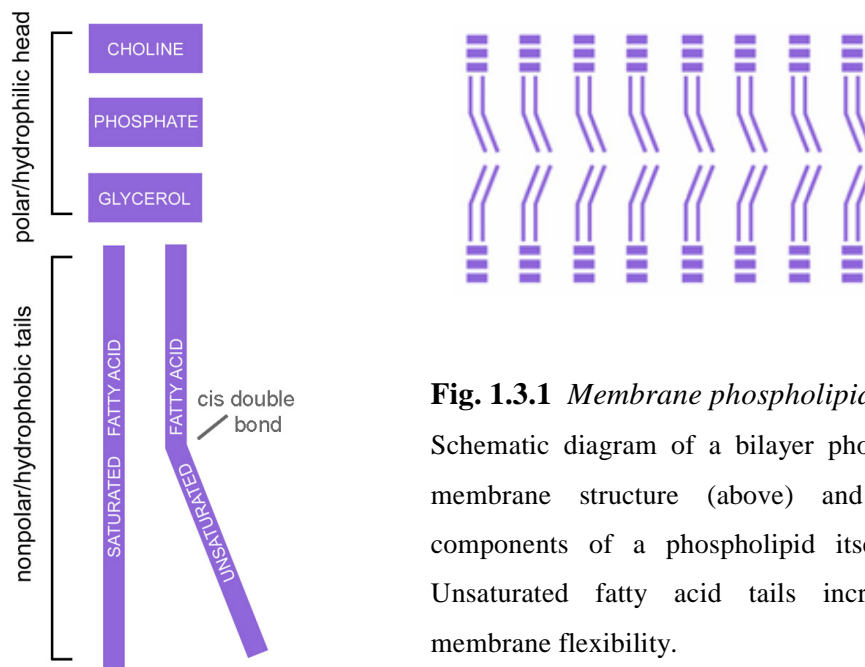 polar/hydrophilic head
CHOLINE
PHOSPHATE
GLYCEROL
nonpolar/hydrophobic tails
SATURATED FATTY ACID
UNSATURATED FATTY ACID
cis double
bond
Fig. 1.3.1 Membrane phospholipid
Schematic diagram of a bilayer pho
membrane structure (above) and
components of a phospholipid itse
Unsaturated fatty acid tails incr
membrane flexibility.